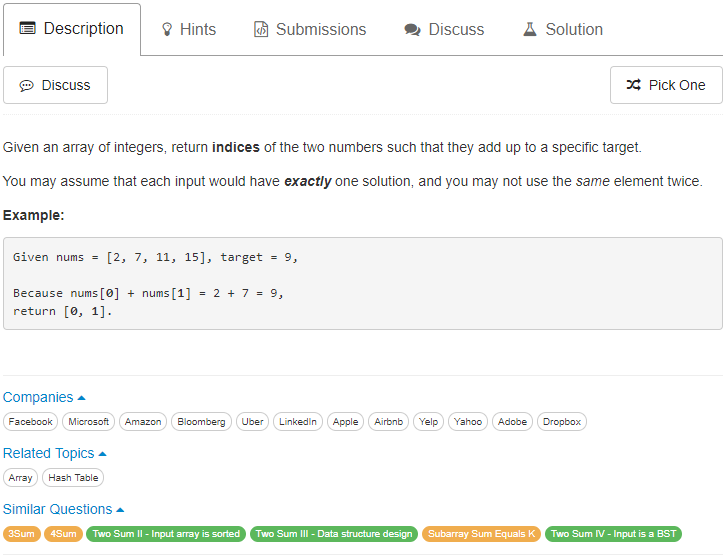 Description Hints Submissions Discuss Solution
Discuss Pick One
Given an array of integers, return indices of the two numbers such that they add up to a specific target.
You may assume that each input would have exactly one solution, and you may not use the same element twice.
Example:
Given nums = [2, 7, 11, 15], target = 9,
Because nums[0] + nums[1] = 2 + 7 = 9,
return [0, 1].
Companies
Facebook Microsoft Amazon Bloomberg Uber LinkedIn Apple Airbnb Yelp Yahoo Adobe Dropbox
Related Topics
Array Hash Table
Similar Questions
3Sum 4Sum Two Sum II - Input array is sorted Two Sum III - Data structure design Subarray Sum Equals K Two Sum IV - Input is a BST